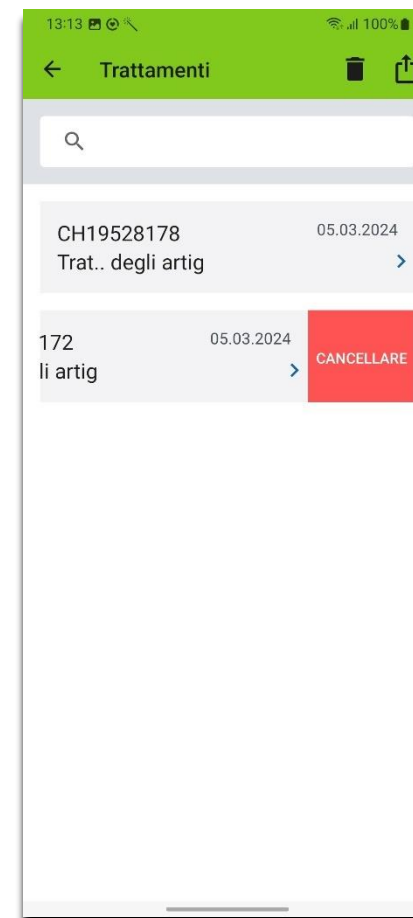 13:13 100%
Trattamenti
CH19528178 05.03.2024
Trat.. degli artig
172 05.03.2024
li artig
CANCELLARE